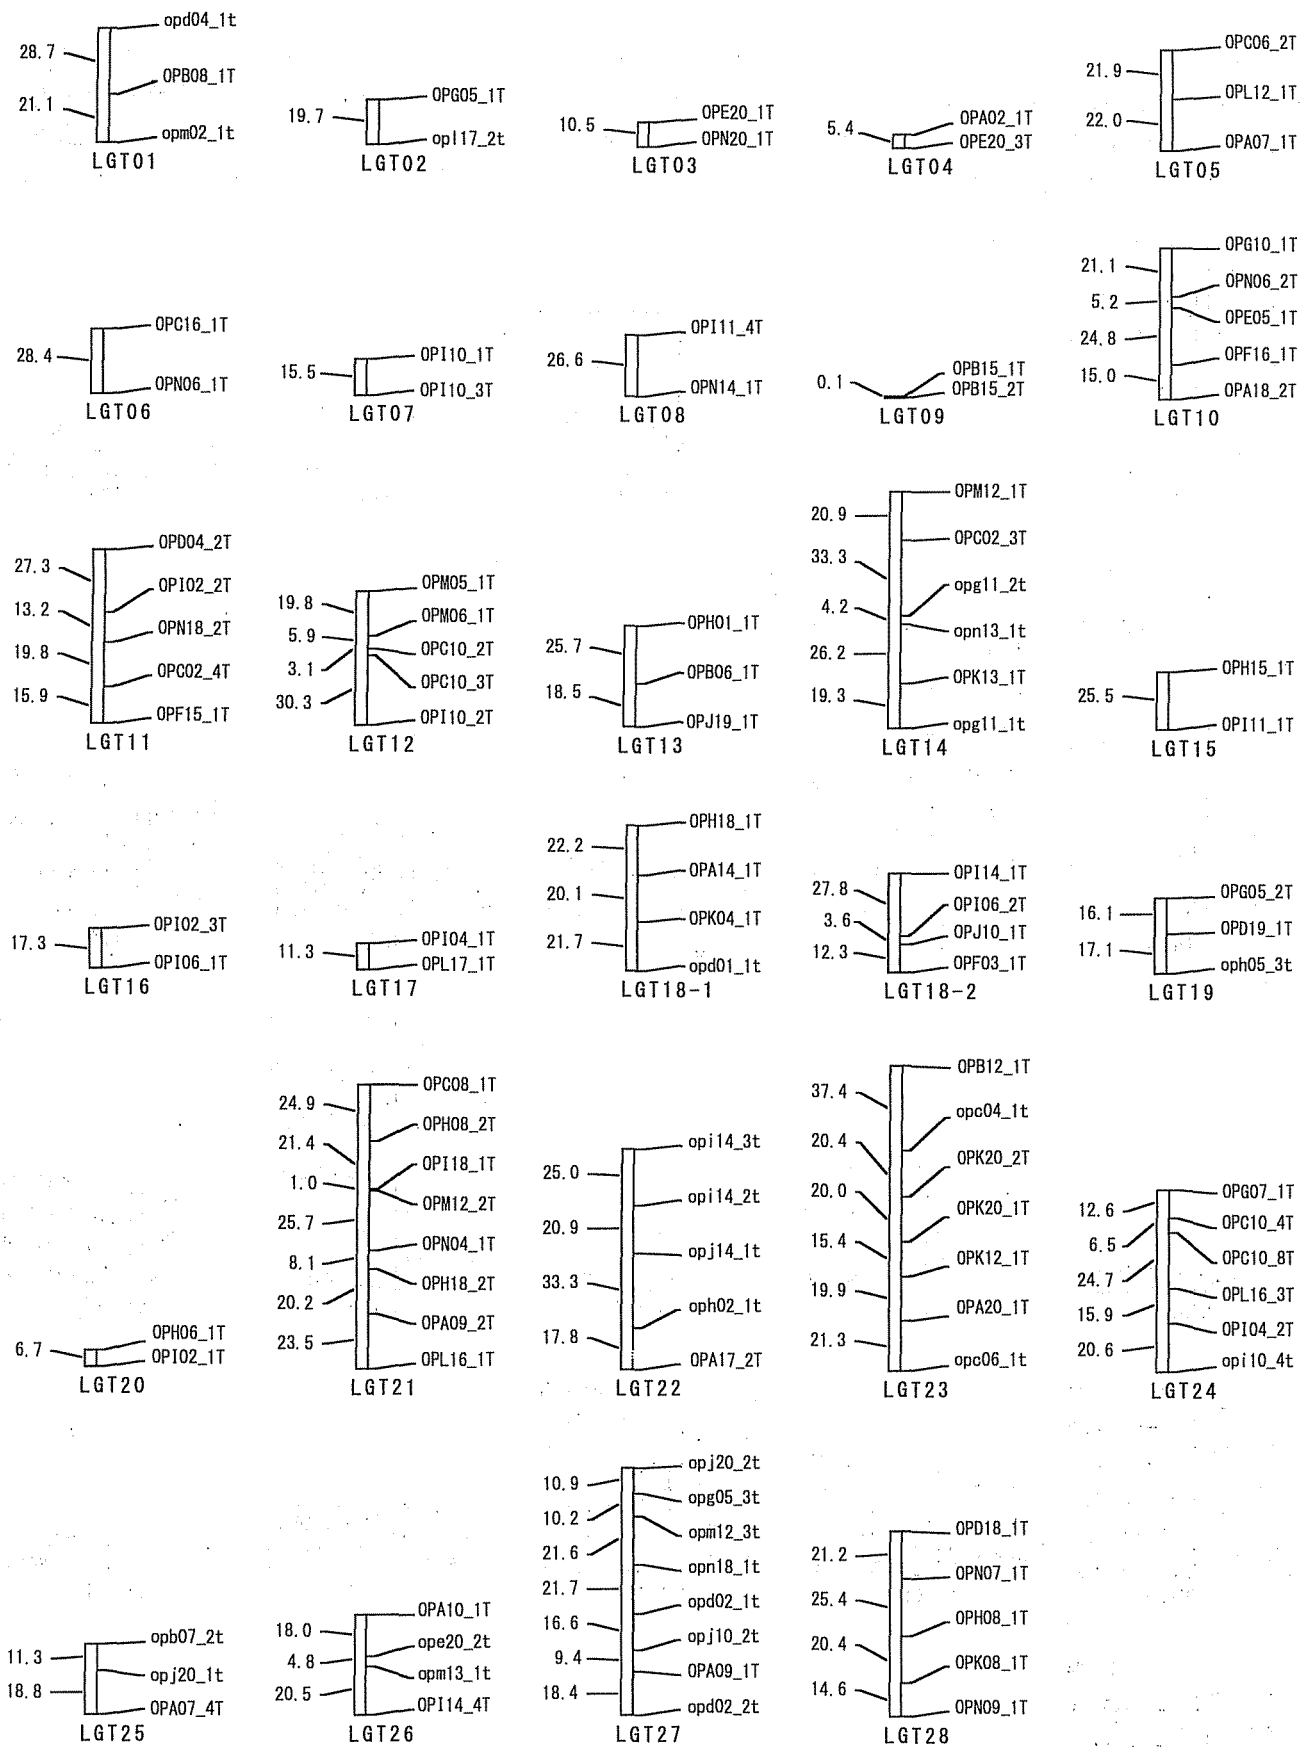 opd04_1t
28.7
OPB08_1T
21.1
opm02_1t
LGT01
OPG05_1T
19.7
opl17_2t
LGT02
OPE20_1T
10.5
OPN20_1T
LGT03
OPA02_1T
5.4
OPE20_3T
LGT04
OPC06_2T
21.9
OPL12_1T
22.0
OPA07_1T
LGT05
OPC16_1T
28.4
OPN06_1T
LGT06
OPI10_1T
15.5
OPI10_3T
LGT07
OPI11_4T
26.6
OPN14_1T
LGT08
OPB15_1T
0.1
OPB15_2T
LGT09
OPG10_1T
21.1
OPN06_2T
5.2
OPE05_1T
24.8
OPF16_1T
15.0
OPA18_2T
LGT10
OPD04_2T
27.3
OPI02_2T
13.2
OPN18_2T
19.8
OPC02_4T
15.9
OPF15_1T
LGT11
OPM05_1T
19.8
OPM06_1T
5.9
OPC10_2T
3.1
OPC10_3T
30.3
OPI10_2T
LGT12
OPH01_1T
25.7
OPB06_1T
18.5
OPJ19_1T
LGT13
OPM12_1T
20.9
OPC02_3T
33.3
opg11_2t
4.2
opn13_1t
26.2
OPK13_1T
19.3
opg11_1t
LGT14
OPH15_1T
25.5
OPI11_1T
LGT15
OPI02_3T
17.3
OPI06_1T
LGT16
OPI04_1T
11.3
OPL17_1T
LGT17
OPH18_1T
22.2
OPA14_1T
20.1
OPK04_1T
21.7
opd01_1t
LGT18-1
OPI14_1T
27.8
OPI06_2T
3.6
OPJ10_1T
12.3
OPF03_1T
LGT18-2
OPG05_2T
16.1
OPD19_1T
17.1
oph05_3t
LGT19
OPH06_1T
6.7
OPI02_1T
LGT20
OPC08_1T
24.9
OPH08_2T
21.4
OPI18_1T
1.0
OPM12_2T
25.7
OPN04_1T
8.1
OPH18_2T
20.2
OPA09_2T
23.5
OPL16_1T
LGT21
opi14_3t
25.0
opi14_2t
20.9
opj14_1t
33.3
oph02_1t
17.8
OPA17_2T
LGT22
OPB12_1T
37.4
opc04_1t
20.4
OPK20_2T
20.0
OPK20_1T
15.4
OPK12_1T
19.9
OPA20_1T
21.3
opc06_1t
LGT23
OPG07_1T
12.6
OPC10_4T
6.5
OPC10_8T
24.7
OPL16_3T
15.9
OPI04_2T
20.6
opi10_4t
LGT24
opb07_2t
11.3
opj20_1t
18.8
OPA07_4T
LGT25
OPA10_1T
18.0
ope20_2t
4.8
opm13_1t
20.5
OPI14_4T
LGT26
opj20_2t
10.9
opg05_3t
10.2
opm12_3t
21.6
opn18_1t
21.7
opd02_1t
16.6
opj10_2t
9.4
OPA09_1T
18.4
opd02_2t
LGT27
OPD18_1T
21.2
OPN07_1T
25.4
OPH08_1T
20.4
OPK08_1T
14.6
OPN09_1T
LGT28